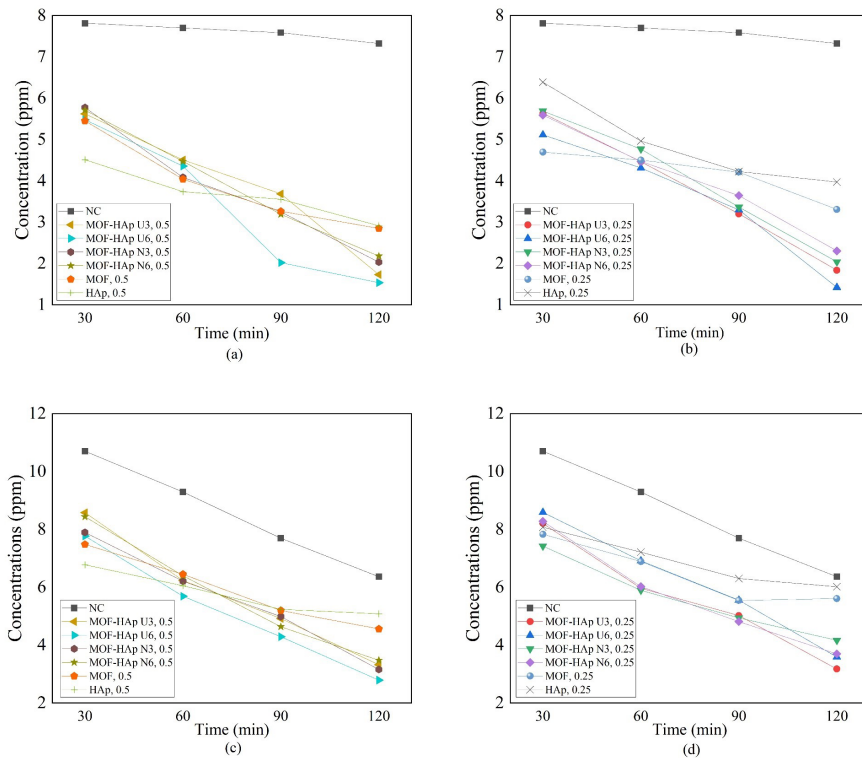 8
7
6
5
4
3
2
1
Concentration (ppm)
NC
MOF-HAp U3, 0.5
MOF-HAp U6, 0.5
MOF-HAp N3, 0.5
MOF-HAp N6, 0.5
MOF, 0.5
HAp, 0.5
30 60 90 120
Time (min)
(a)
8
7
6
5
4
3
2
1
Concentration (ppm)
NC
MOF-HAp U3, 0.25
MOF-HAp U6, 0.25
MOF-HAp N3, 0.25
MOF-HAp N6, 0.25
MOF, 0.25
HAp, 0.25
30 60 90 120
Time (min)
(b)
12
10
8
6
4
2
Concentrations (ppm)
NC
MOF-HAp U3, 0.5
MOF-HAp U6, 0.5
MOF-HAp N3, 0.5
MOF-HAp N6, 0.5
MOF, 0.5
HAp, 0.5
30 60 90 120
Time (min)
(c)
12
10
8
6
4
2
Concentrations (ppm)
NC
MOF-HAp U3, 0.25
MOF-HAp U6, 0.25
MOF-HAp N3, 0.25
MOF-HAp N6, 0.25
MOF, 0.25
HAp, 0.25
30 60 90 120
Time (min)
(d)